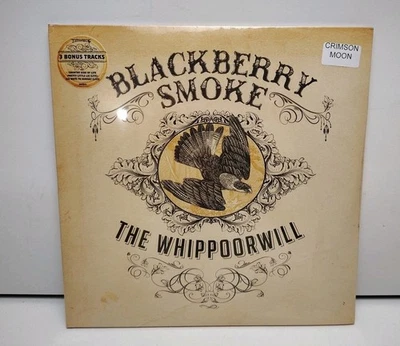 3 BONUS TRACKS
CRIMSON
MOON
BLACKBERRY
SMOKE
THE WHIPPOORWILL